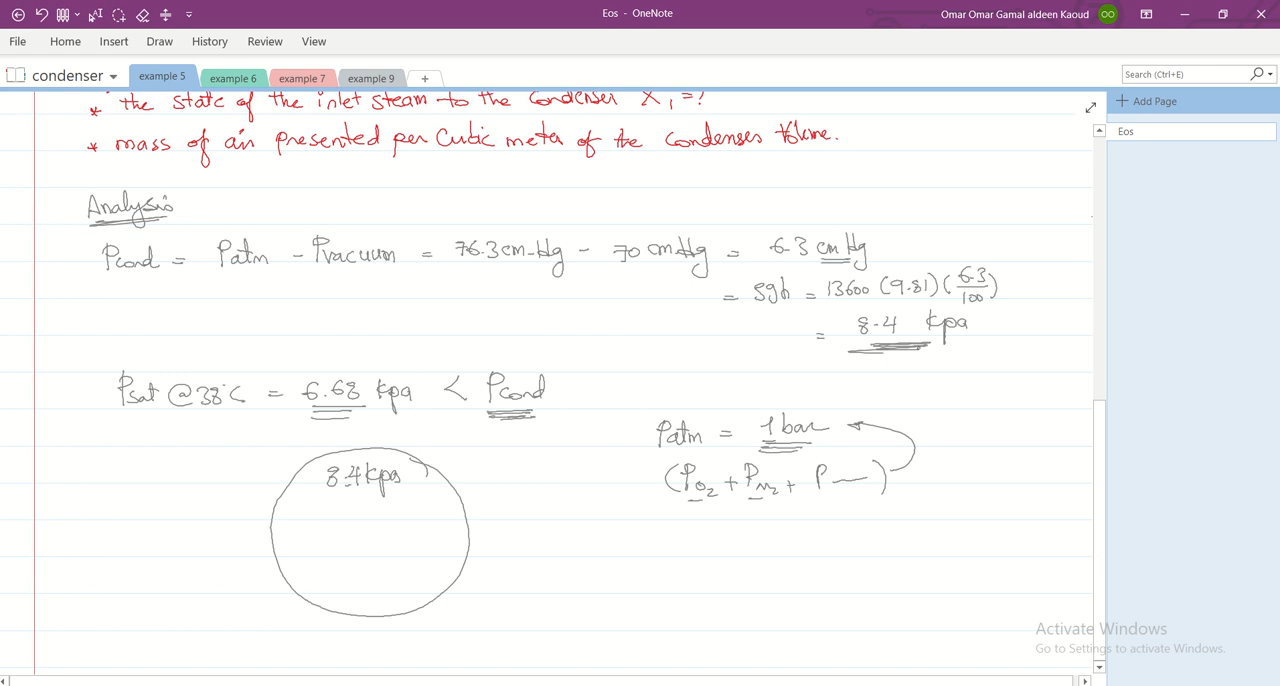 Eos - OneNote
Omar Omar Gamal aldeen Kaoud OO
File Home Insert Draw History Review View
condenser example 5 example 6 example 7 example 9 +
Search (Ctrl+E)
+ Add Page
Eos
* the state of the inlet steam to the condenser X₁ = ?
* mass of air presented per Cubic meter of the condenser volume.
Analysis
Pcond = Patm - Pvacuum = 76.3 cm-Hg - 70 cmHg = 6.3 cm Hg
= ρgh = 13600 (9.81) (6.3/100)
= 8.4 kpa
Psat @ 38°C = 6.68 kpa < Pcond
Patm = 1 bar
8.4 kpa
(P_O₂ + P_N₂ + P—)
Activate Windows
Go to Settings to activate Windows.